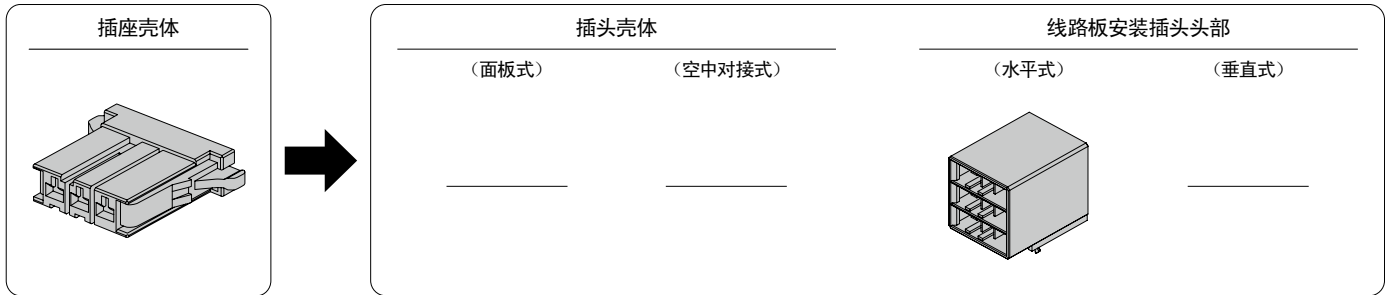 插座壳体
插头壳体
线路板安装插头头部
（面板式）
（空中对接式）
（水平式）
（垂直式）